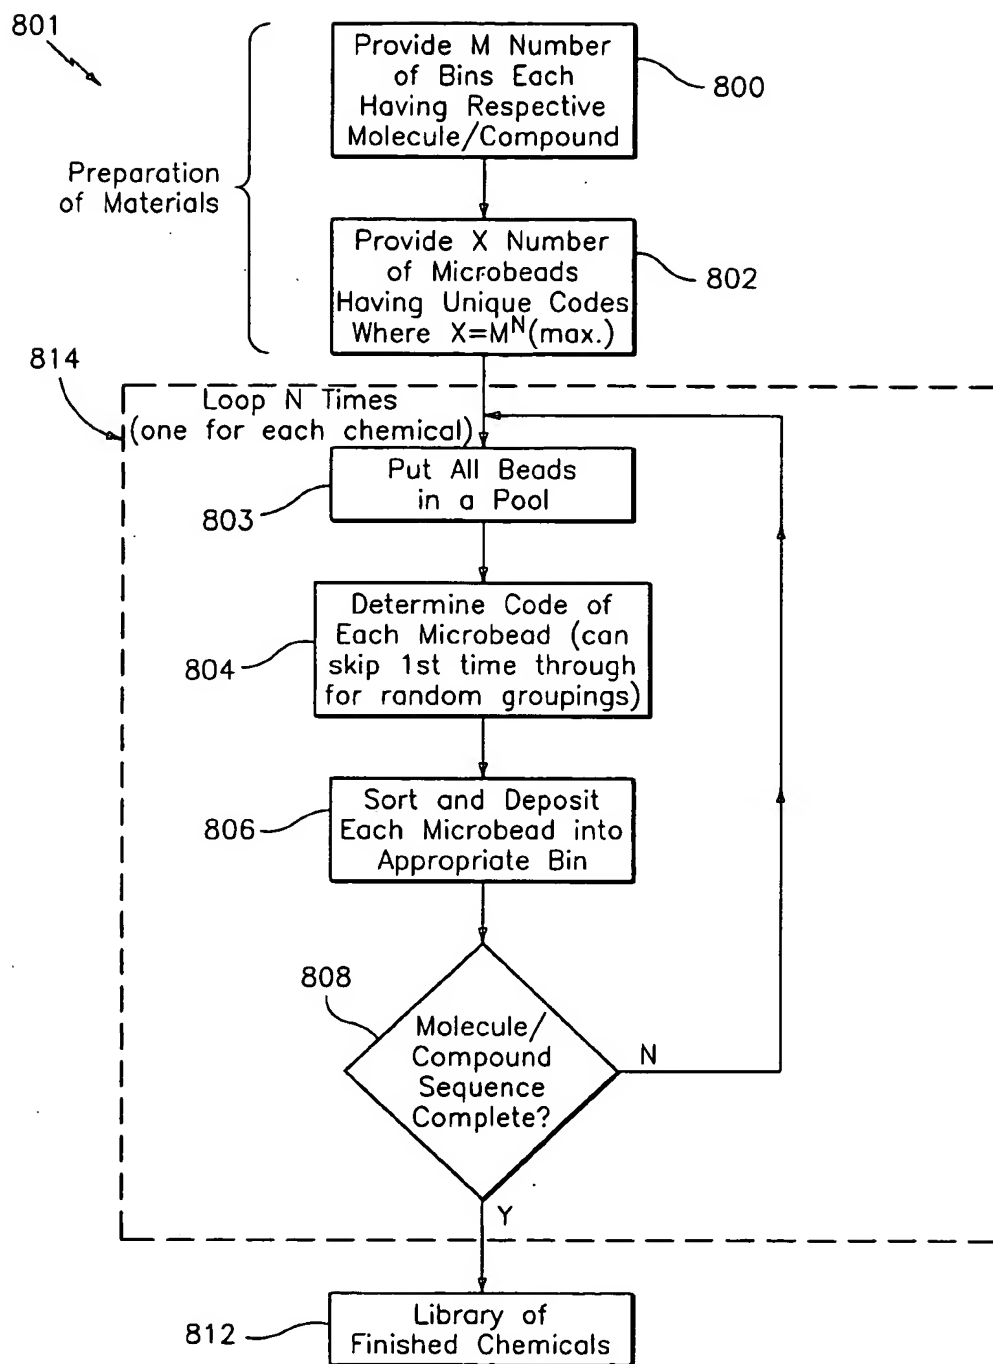 801
Provide M Number
of Bins Each
Having Respective
Molecule/Compound
800
Preparation
of Materials
Provide X Number
of Microbeads
Having Unique Codes
Where X=M^N(max.)
802
814
Loop N Times
(one for each chemical)
Put All Beads
in a Pool
803
Determine Code of
Each Microbead (can
skip 1st time through
for random groupings)
804
Sort and Deposit
Each Microbead into
Appropriate Bin
806
808
Molecule/
Compound
Sequence
Complete?
N
Y
Library of
Finished Chemicals
812